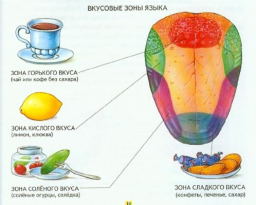 ВКУСОВЫЕ ЗОНЫ ЯЗЫКА
ЗОНА ГОРЬКОГО ВКУСА
(чай или кофе без сахара)
ЗОНА КИСЛОГО ВКУСА
(лимон, клюква)
ЗОНА СОЛЁНОГО ВКУСА
(солёные огурцы, селёдка)
ЗОНА СЛАДКОГО ВКУСА
(конфеты, печенье, сахар)